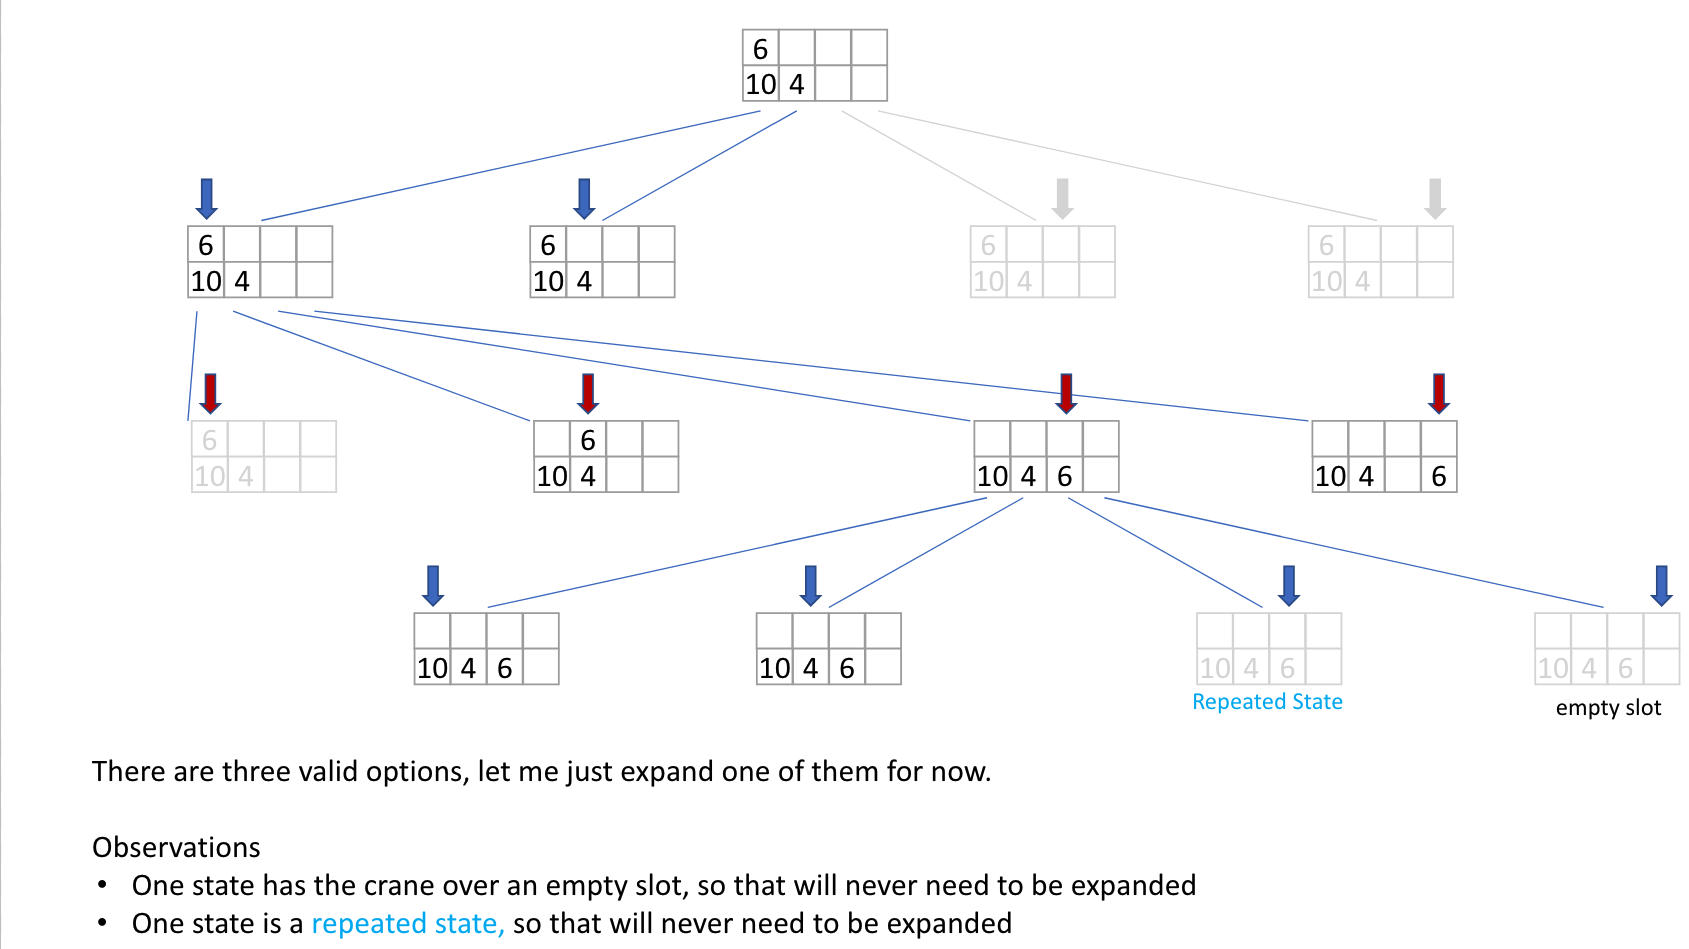 6
10 4
6 6 6 6
10 4 10 4 10 4 10 4
6 6
10 4 10 4 10 4 6 10 4 6
10 4 6 10 4 6 10 4 6 10 4 6
Repeated State
empty slot
There are three valid options, let me just expand one of them for now.
Observations
• One state has the crane over an empty slot, so that will never need to be expanded
• One state is a repeated state, so that will never need to be expanded